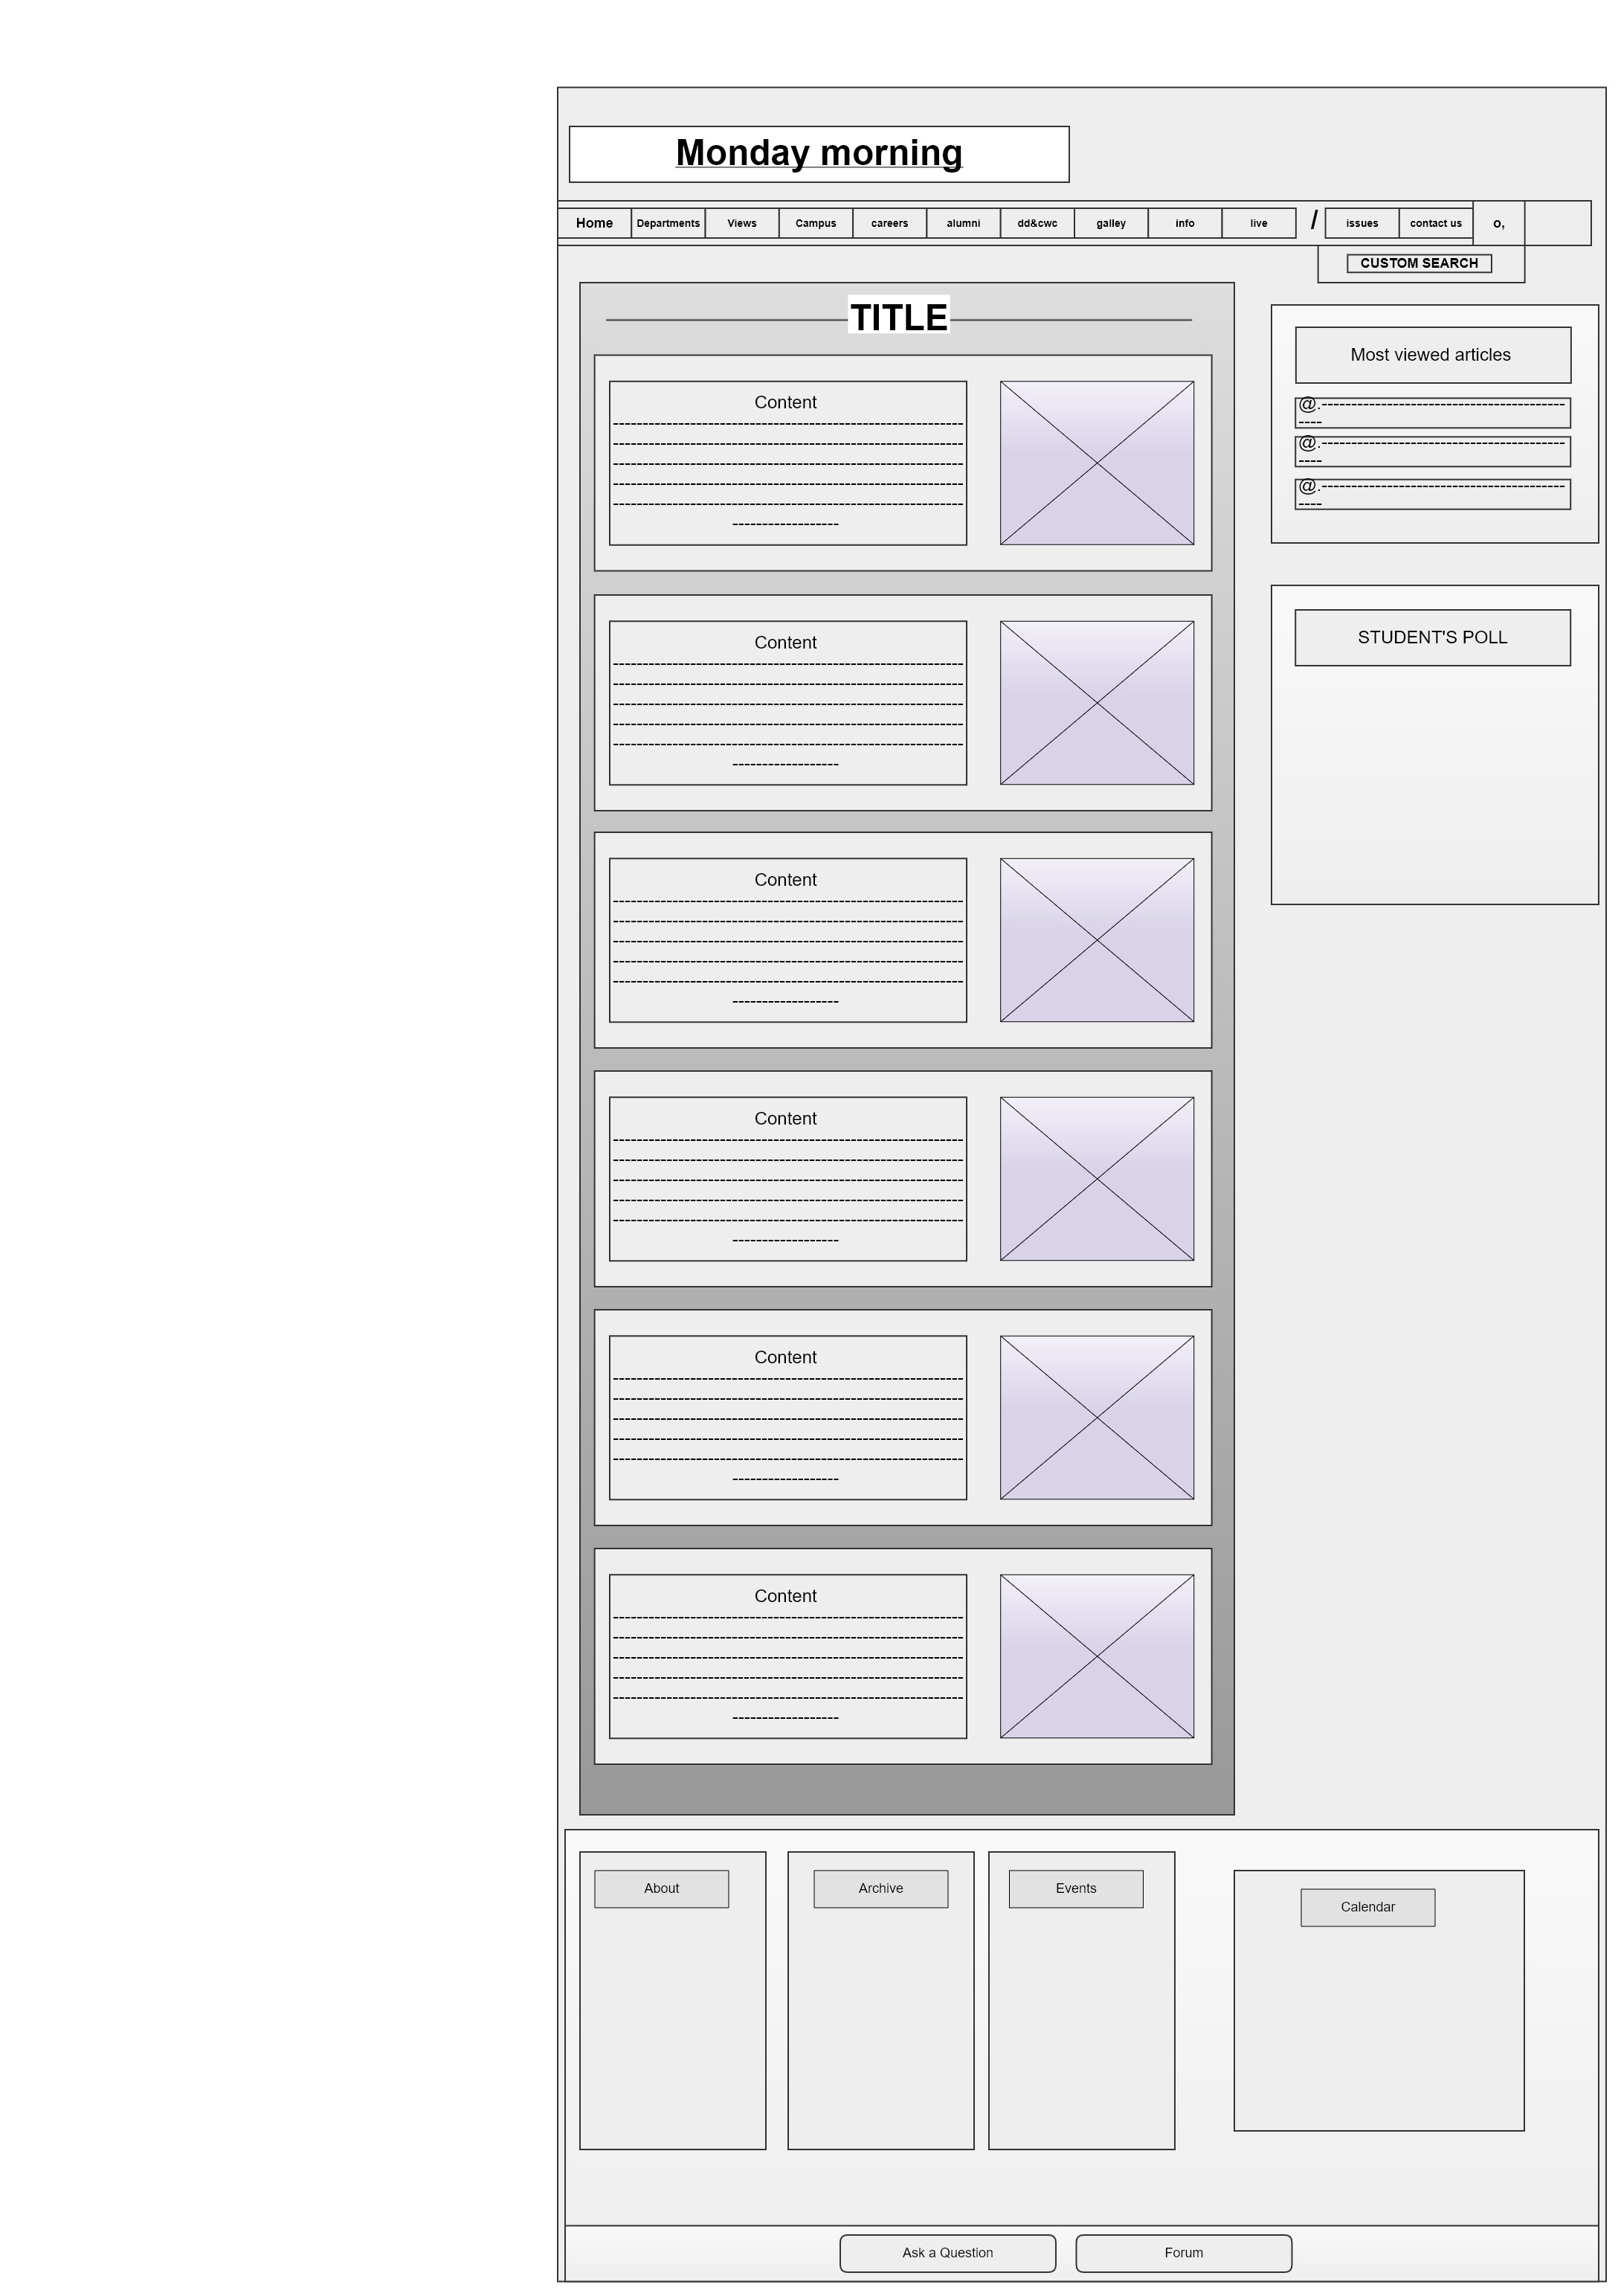 Monday morning
Home Departments Views Campus careers alumni dd&cwc galley info live / issues contact us o,
CUSTOM SEARCH
TITLE
Content
Content
Content
Content
Content
Content
Most viewed articles
@.-----------------------------------------
----
@.-----------------------------------------
----
@.-----------------------------------------
----
STUDENT'S POLL
About
Archive
Events
Calendar
Ask a Question
Forum